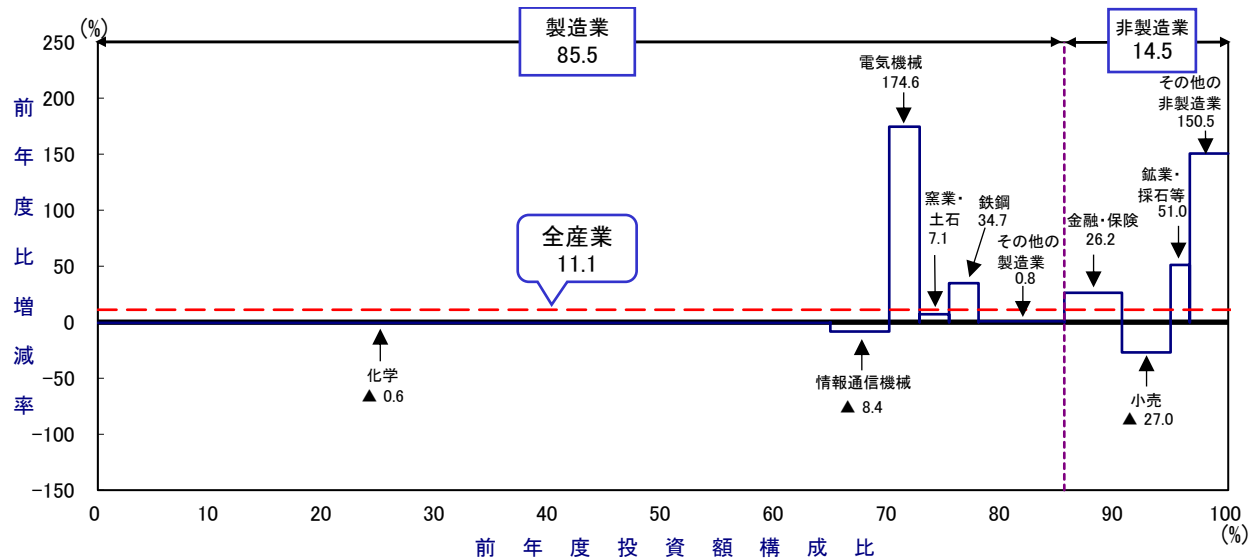 (%)
250
200
150
100
50
0
-50
-100
-150
前年度比増減率
製造業
85.5
非製造業
14.5
電気機械
174.6
その他の
非製造業
150.5
窯業・
土石
7.1
鉄鋼
34.7
その他の
製造業
0.8
金融・保険
26.2
鉱業・
採石等
51.0
全産業
11.1
化学
▲ 0.6
情報通信機械
▲ 8.4
小売
▲ 27.0
0 10 20 30 40 50 60 70 80 90 100
(%)
前年度投資額構成比